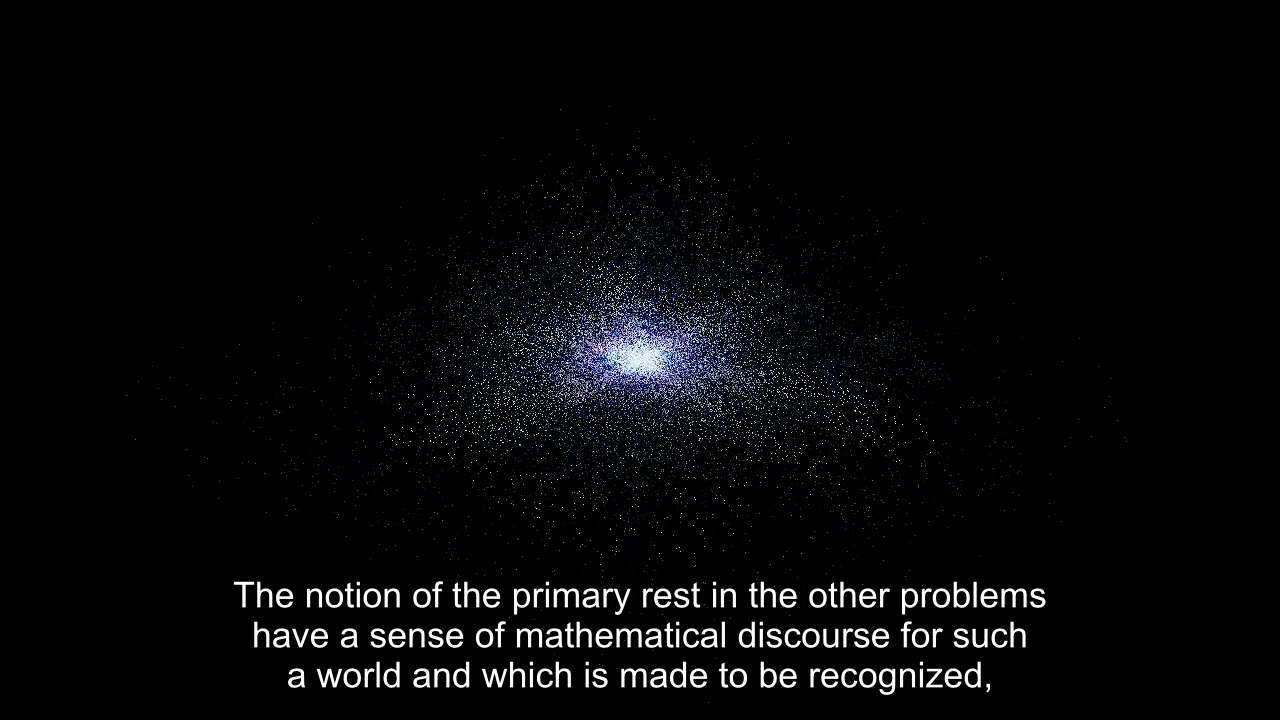 The notion of the primary rest in the other problems
have a sense of mathematical discourse for such
a world and which is made to be recognized,